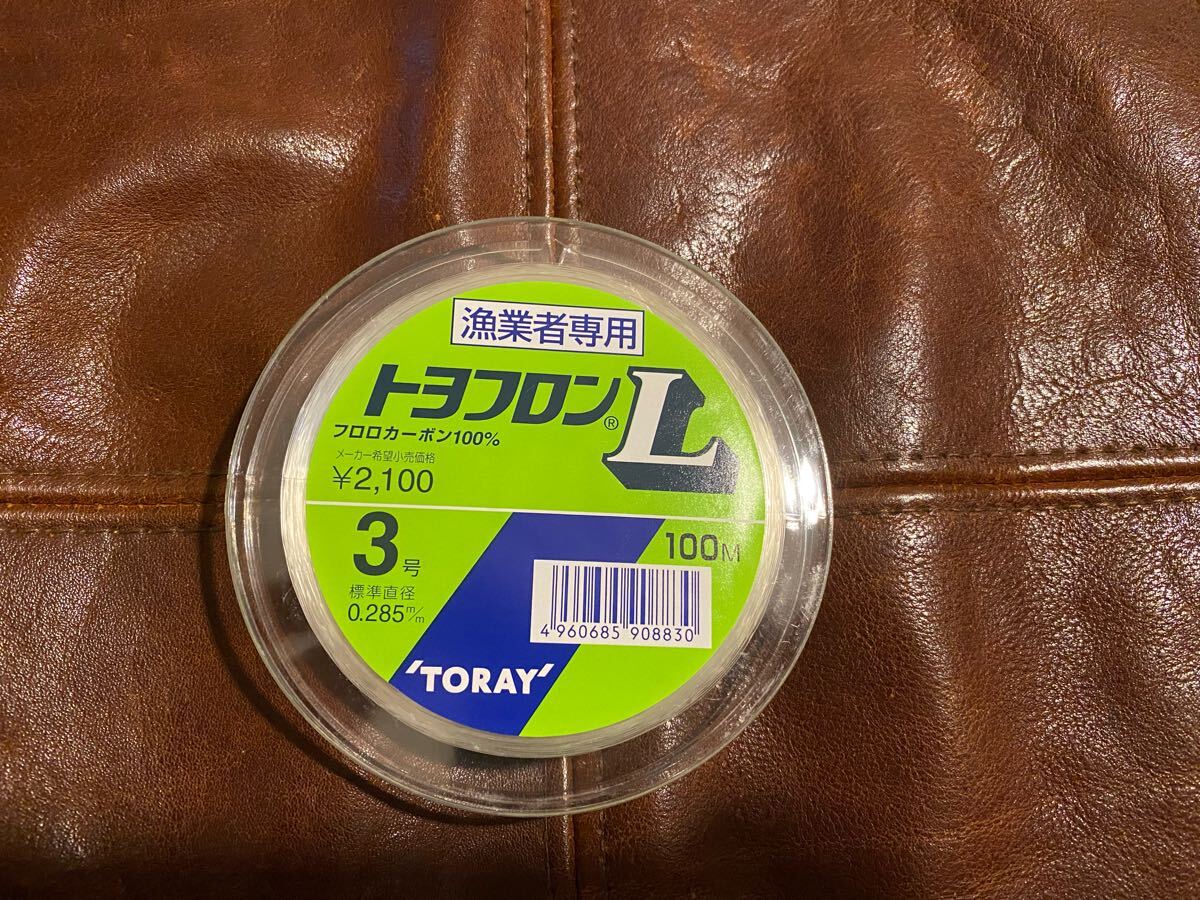 漁業者専用
トヨフロン® L
フロロカーボン100%
メーカー希望小売価格
¥2,100
3号
100M
標準直径
0.285m/m
4 960685 908830
'TORAY'